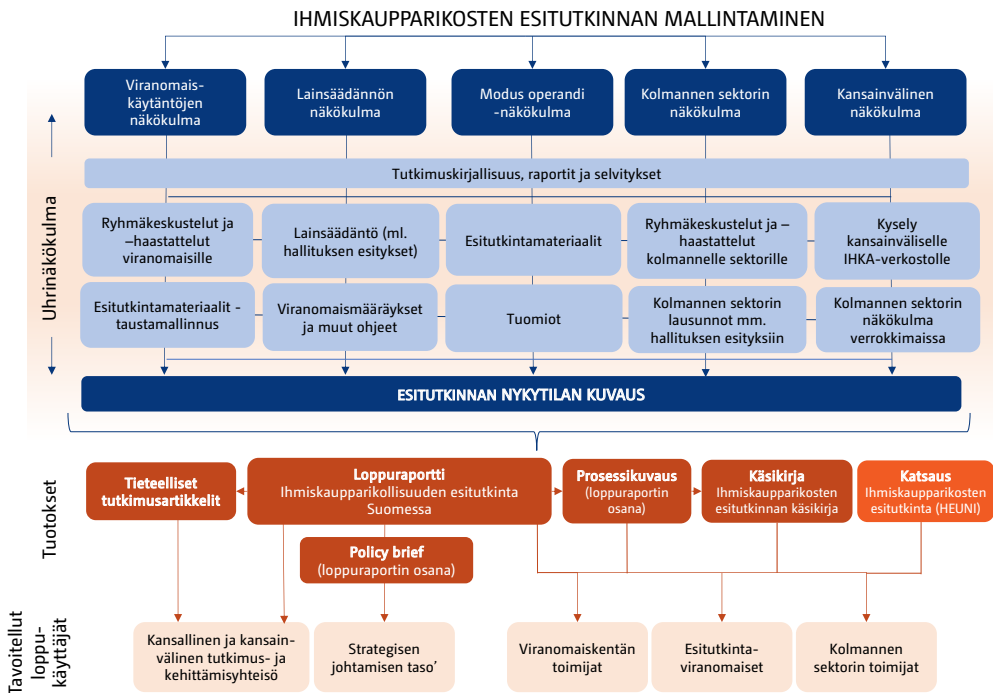 IHMISKAUPPARIKOSTEN ESITUTKINNAN MALLINTAMINEN
Viranomais-
käytäntöjen
näkökulma
Lainsäädännön
näkökulma
Modus operandi
-näkökulma
Kolmannen sektorin
näkökulma
Kansainvälinen
näkökulma
Uhrinäkökulma
Tutkimuskirjallisuus, raportit ja selvitykset
Ryhmäkeskustelut ja
–haastattelut
viranomaisille
Lainsäädäntö (ml.
hallituksen esitykset)
Esitutkintamateriaalit
Ryhmäkeskustelut ja –
haastattelut
kolmannelle sektorille
Kysely
kansainväliselle
IHKA-verkostolle
Esitutkintamateriaalit -
taustamallinnus
Viranomaismääräykset
ja muut ohjeet
Tuomiot
Kolmannen sektorin
lausunnot mm.
hallituksen esityksiin
Kolmannen sektorin
näkökulma
verrokkimaissa
ESITUTKINNAN NYKYTILAN KUVAUS
Tuotokset
Tieteelliset
tutkimusartikkelit
Loppuraportti
Ihmiskaupparikollisuuden esitutkinta
Suomessa
Prosessikuvaus
(loppuraportin
osana)
Käsikirja
Ihmiskaupparikosten
esitutkinnan käsikirja
Katsaus
Ihmiskaupparikosten
esitutkinta (HEUNI)
Policy brief
(loppuraportin osana)
Tavoitellut
loppu-
käyttäjät
Kansallinen ja kansain-
välinen tutkimus- ja
kehittämisyhteisö
Strategisen
johtamisen taso’
Viranomaiskentän
toimijat
Esitutkinta-
viranomaiset
Kolmannen
sektorin toimijat